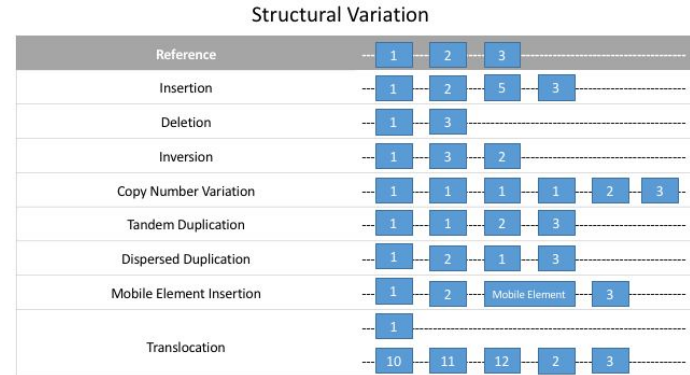 Structural Variation
Reference 1 2 3
Insertion 1 2 5 3
Deletion 1 3
Inversion 1 3 2
Copy Number Variation 1 1 1 1 2 3
Tandem Duplication 1 1 2 3
Dispersed Duplication 1 2 1 3
Mobile Element Insertion 1 2 Mobile Element 3
1
Translocation
10 11 12 2 3